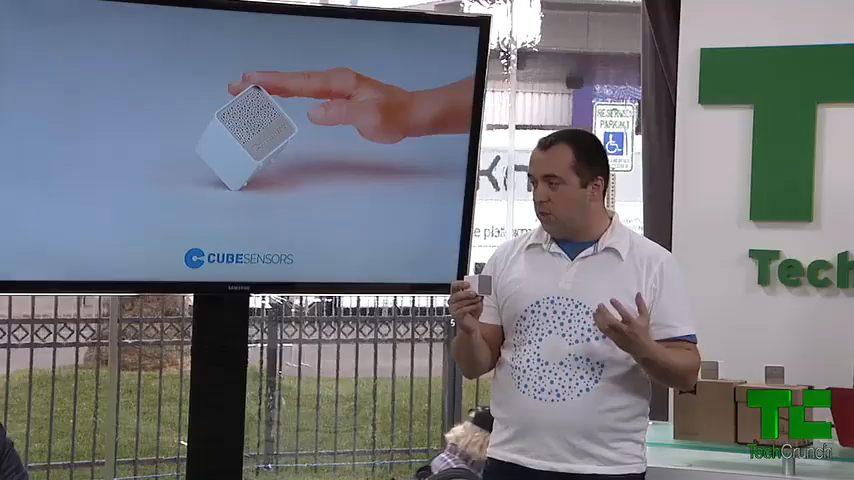 CUBESENSORS
SAMSUNG
RESERVED
PARKING
T
Tech
TC
TechCrunch